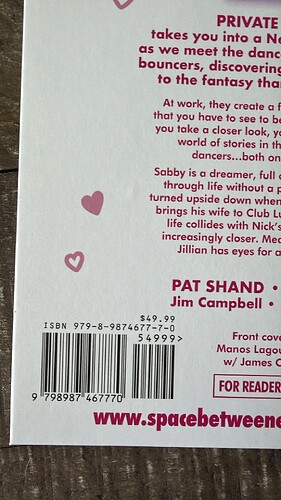 PRIVATE
takes you into a Ne
as we meet the danc
bouncers, discovering
to the fantasy than
At work, they create a f
that you have to see to be
you take a closer look, yo
world of stories in th
dancers...both on
Sabby is a dreamer, full o
through life without a p
turned upside down when
brings his wife to Club Lu
life collides with Nick's
increasingly closer. Mea
Jillian has eyes for a
PAT SHAND •
Jim Campbell •
$49.99
ISBN 979-8-9874677-7-0
54999>
9 798987 467770
Front cove
Manos Lagou
w/ James C
FOR READER
www.spacebetweene